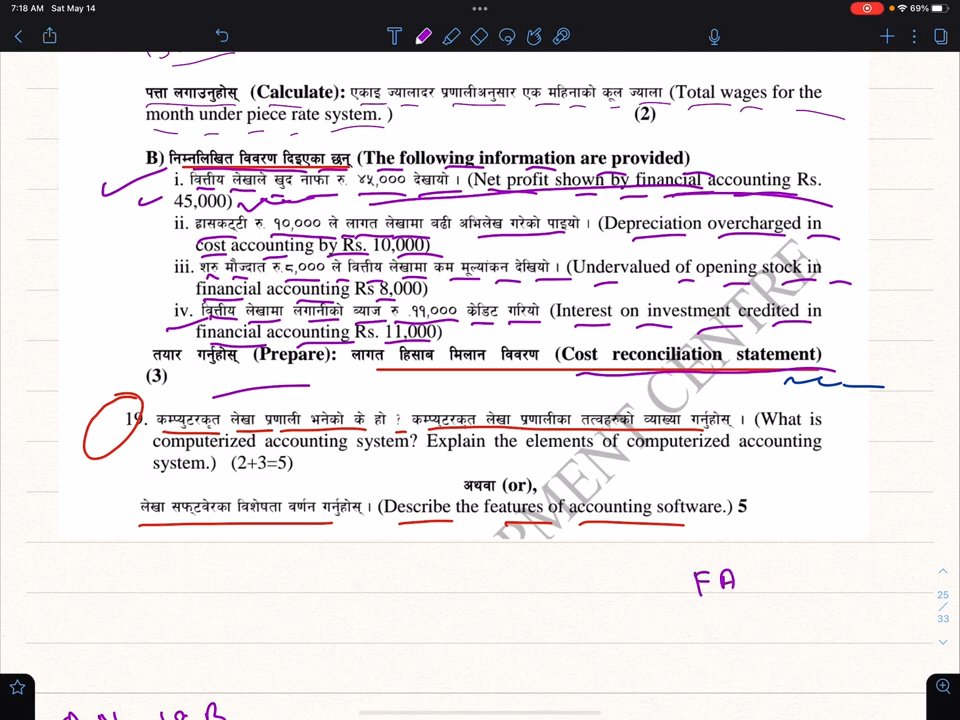 7:18 AM Sat May 14
69%
पत्ता लगाउनुहोस् (Calculate): एकाइ ज्यालादर प्रणालीअनुसार एक महिनाको कूल ज्याला (Total wages for the
month under piece rate system. ) (2)
B) निम्नलिखित विवरण दिइएका छन् (The following information are provided)
i. वित्तीय लेखाले खुद नाफा रु. ४५,००० देखायो । (Net profit shown by financial accounting Rs.
45,000)
ii. ह्रासकट्टी रु. १०,००० ले लागत लेखामा बढी अभिलेख गरेको पाइयो । (Depreciation overcharged in
cost accounting by Rs. 10,000)
iii. शरु मौज्दात रु.८,००० ले वित्तीय लेखामा कम मूल्यांकन देखियो । (Undervalued of opening stock in
financial accounting Rs 8,000)
iv. वित्तीय लेखामा लगानीको व्याज रु .११,००० केडिट गरियो (Interest on investment credited in
financial accounting Rs. 11,000)
तयार गर्नुहोस् (Prepare): लागत हिसाब मिलान विवरण (Cost reconciliation statement)
(3)
19. कम्प्युटरकृत लेखा प्रणाली भनेको के हो ? कम्प्युटरकृत लेखा प्रणालीका तत्वहरुको व्याख्या गर्नुहोस् । (What is
computerized accounting system? Explain the elements of computerized accounting
system.) (2+3=5)
अथवा (or),
लेखा सफ्टवेरका विशेषता वर्णन गर्नुहोस् । (Describe the features of accounting software.) 5
PMENT CENTRE
F A
25
/
33